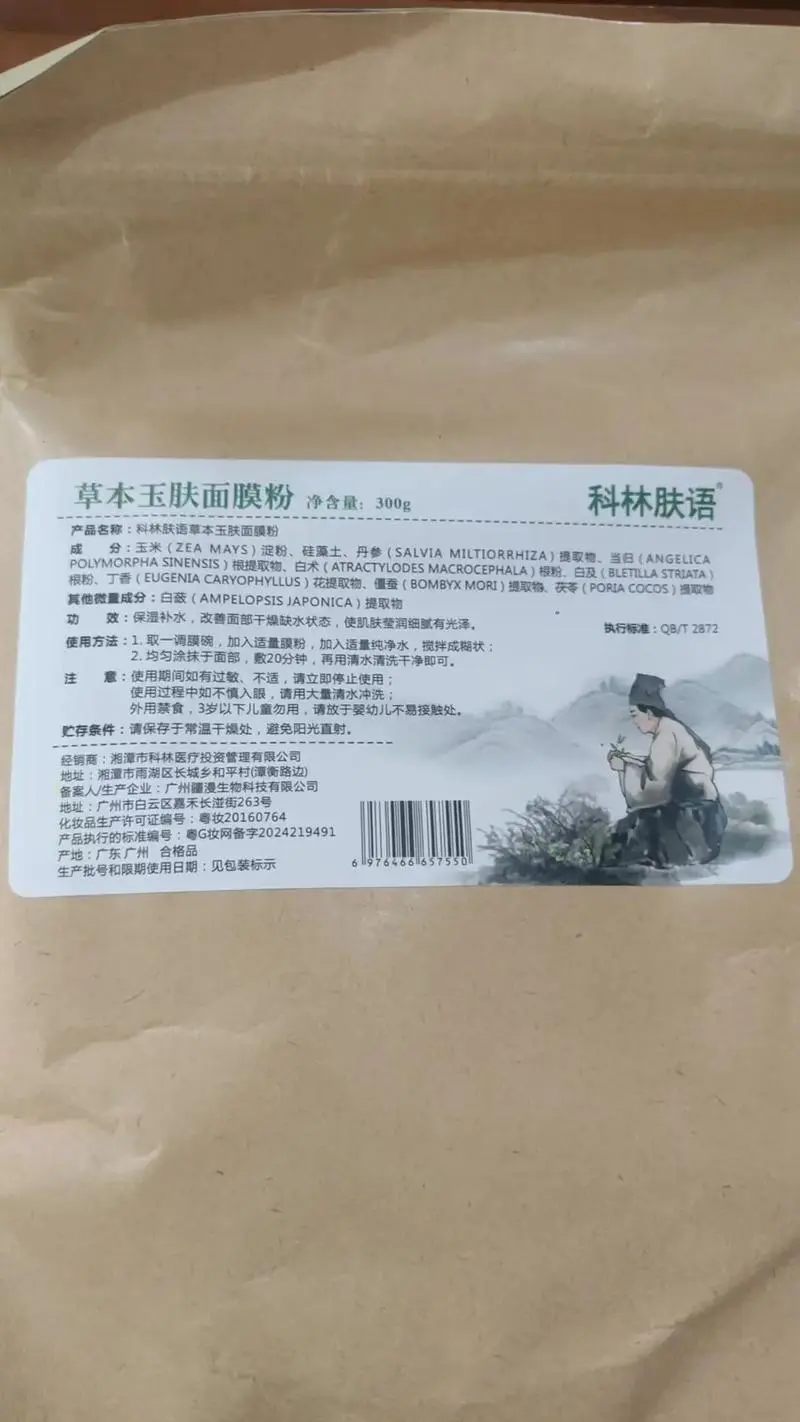 草本玉肤面膜粉 净含量：300g
科林肤语®
产品名称：科林肤语草本玉肤面膜粉
成 分：玉米（ZEA MAYS）淀粉、硅藻土、丹参（SALVIA MILTIORRHIZA）提取物、当归（ANGELICA
POLYMORPHA SINENSIS）根提取物、白术（ATRACTYLODES MACROCEPHALA）根粉、白及（BLETILLA STRIATA）
根粉、丁香（EUGENIA CARYOPHYLLUS）花提取物、僵蚕（BOMBYX MORI）提取物、茯苓（PORIA COCOS）提取物
其他微量成分：白蔹（AMPELOPSIS JAPONICA）提取物
功 效：保湿补水，改善面部干燥缺水状态，使肌肤莹润细腻有光泽。
执行标准：QB/T 2872
使用方法：1. 取一调膜碗，加入适量膜粉，加入适量纯净水，搅拌成糊状；
2. 均匀涂抹于面部，敷20分钟，再用清水清洗干净即可。
注 意：使用期间如有过敏、不适，请立即停止使用；
使用过程中如不慎入眼，请用大量清水冲洗；
外用禁食，3岁以下儿童勿用，请放于婴幼儿不易接触处。
贮存条件：请保存于常温干燥处，避免阳光直射。
经销商：湘潭市科林医疗投资管理有限公司
地址：湘潭市雨湖区长城乡和平村(潭衡路边)
备案人/生产企业：广州疆漫生物科技有限公司
地址：广州市白云区嘉禾长湴街263号
化妆品生产许可证编号：粤妆20160764
产品执行的标准编号：粤G妆网备字2024219491
产地：广东 广州 合格品
生产批号和限期使用日期：见包装标示
6 976466 657550